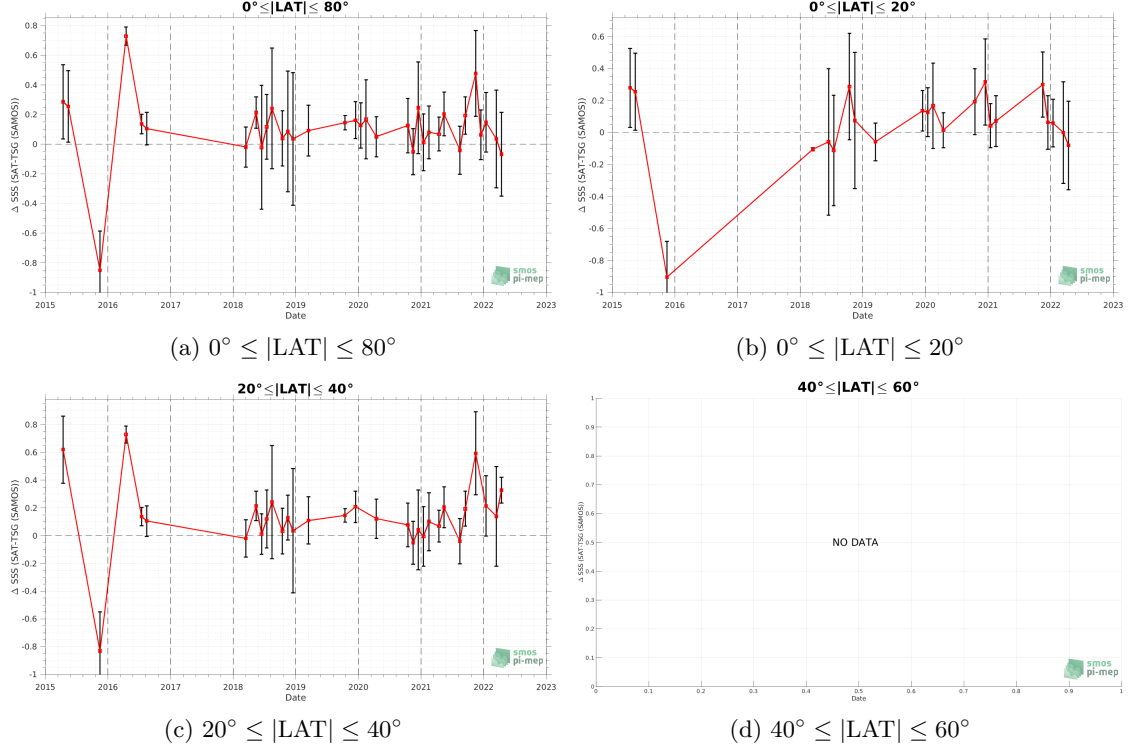 0°≤|LAT|≤ 80°
0.8
0.6
0.4
0.2
0
-0.2
-0.4
-0.6
-0.8
-1
Δ SSS (SAT-TSG (SAMOS))
2015 2016 2017 2018 2019 2020 2021 2022 2023
Date
smos
pi-mep
(a) 0° ≤ |LAT| ≤ 80°
0°≤|LAT|≤ 20°
0.6
0.4
0.2
0
-0.2
-0.4
-0.6
-0.8
-1
Δ SSS (SAT-TSG (SAMOS))
2015 2016 2017 2018 2019 2020 2021 2022 2023
Date
smos
pi-mep
(b) 0° ≤ |LAT| ≤ 20°
20°≤|LAT|≤ 40°
0.8
0.6
0.4
0.2
0
-0.2
-0.4
-0.6
-0.8
-1
Δ SSS (SAT-TSG (SAMOS))
2015 2016 2017 2018 2019 2020 2021 2022 2023
Date
smos
pi-mep
(c) 20° ≤ |LAT| ≤ 40°
40°≤|LAT|≤ 60°
1
0.9
0.8
0.7
0.6
0.5
0.4
0.3
0.2
0.1
0
Δ SSS (SAT-TSG (SAMOS))
NO DATA
0 0.1 0.2 0.3 0.4 0.5 0.6 0.7 0.8 0.9 1
Date
smos
pi-mep
(d) 40° ≤ |LAT| ≤ 60°